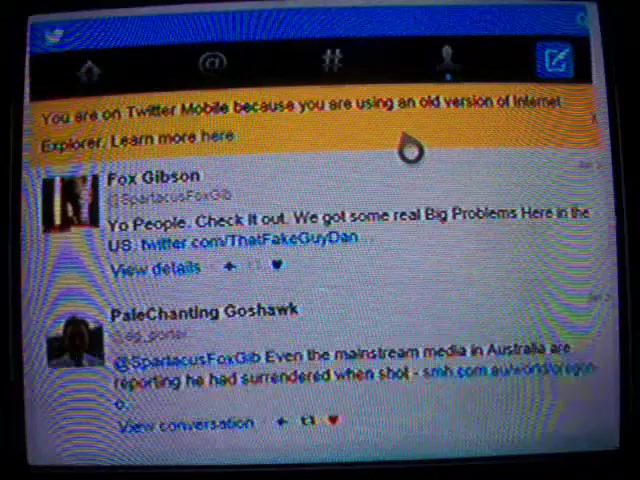 @ #
You are on Twitter Mobile because you are using an old version of Internet
Explorer. Learn more here
Fox Gibson
@SpartacusFoxGib
Yo People. Check It out. We got some real Big Problems Here in the
US. twitter.com/ThatFakeGuyDan...
View details
PaleChanting Goshawk
@SpartacusFoxGib Even the mainstream media in Australia are
reporting he had surrendered when shot - smh.com.au/world/oregon-
o...
View conversation